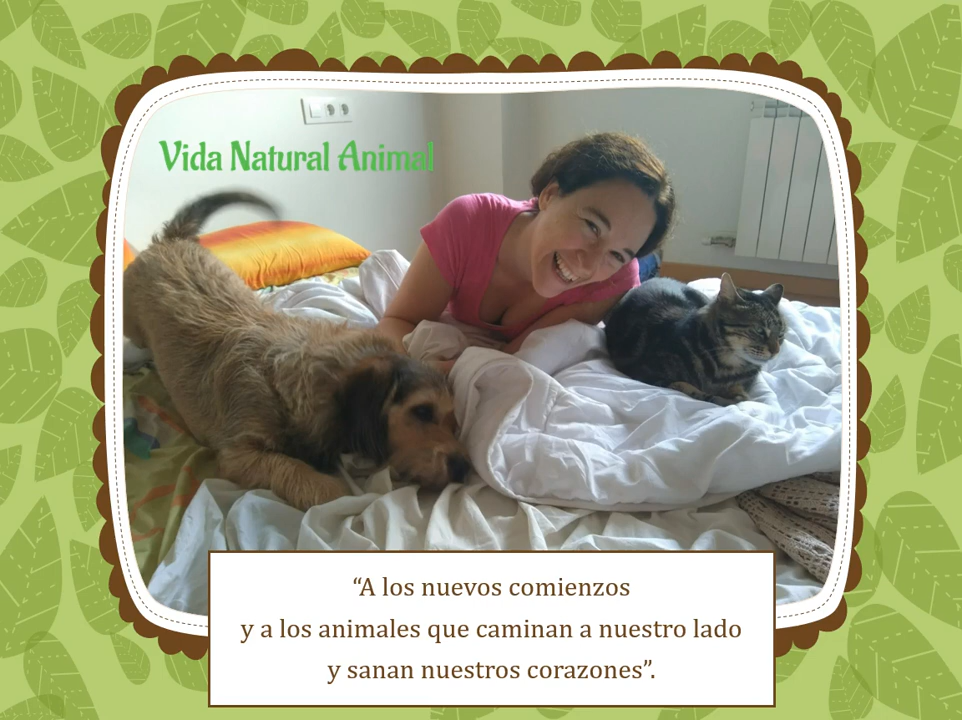 Vida Natural Animal
“A los nuevos comienzos
y a los animales que caminan a nuestro lado
y sanan nuestros corazones”.